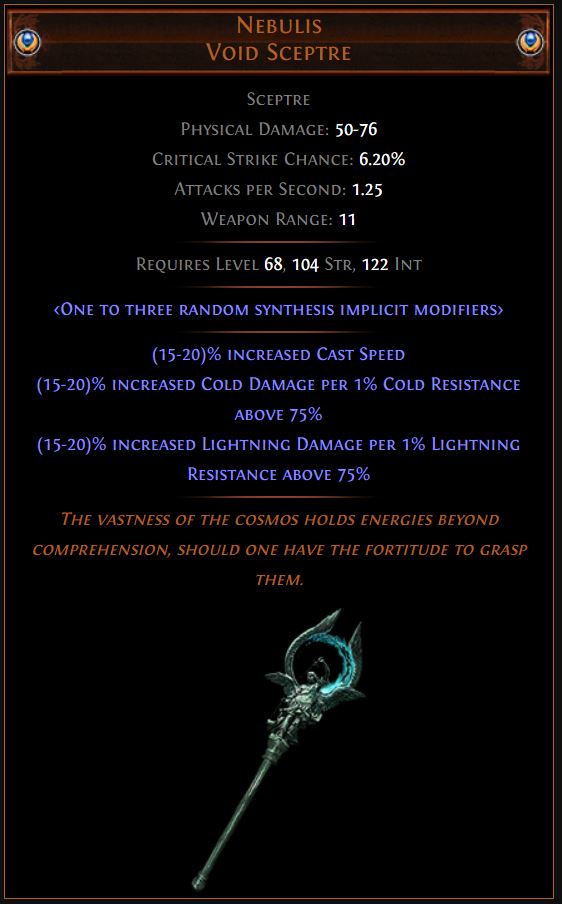 Nebulis
Void Sceptre
Sceptre
Physical Damage: 50-76
Critical Strike Chance: 6.20%
Attacks per Second: 1.25
Weapon Range: 11
Requires Level 68, 104 Str, 122 Int
<One to three random synthesis implicit modifiers>
(15-20)% increased Cast Speed
(15-20)% increased Cold Damage per 1% Cold Resistance
above 75%
(15-20)% increased Lightning Damage per 1% Lightning
Resistance above 75%
The vastness of the cosmos holds energies beyond
comprehension, should one have the fortitude to grasp
them.